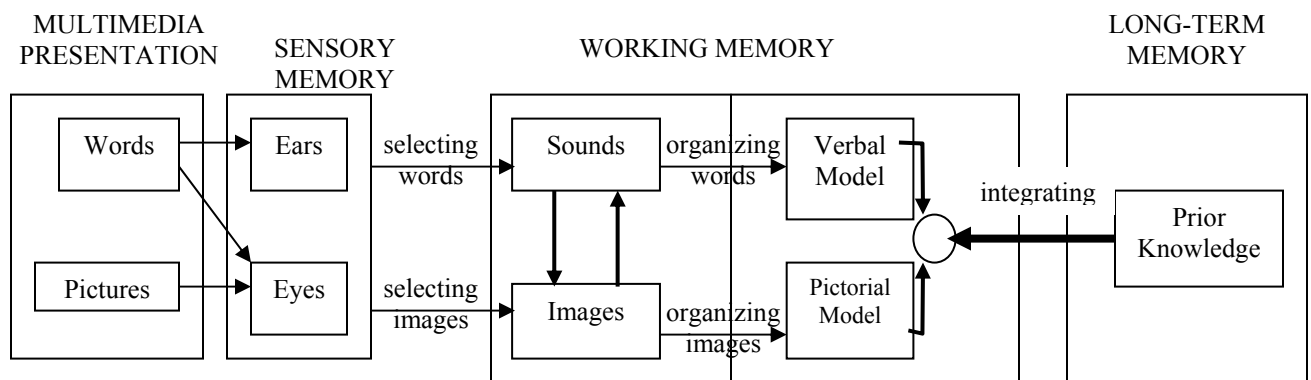 MULTIMEDIA
PRESENTATION
SENSORY
MEMORY
WORKING MEMORY
LONG-TERM
MEMORY
Words
Ears
selecting
words
Sounds
organizing
words
Verbal
Model
integrating
Prior
Knowledge
Pictures
Eyes
selecting
images
Images
organizing
images
Pictorial
Model